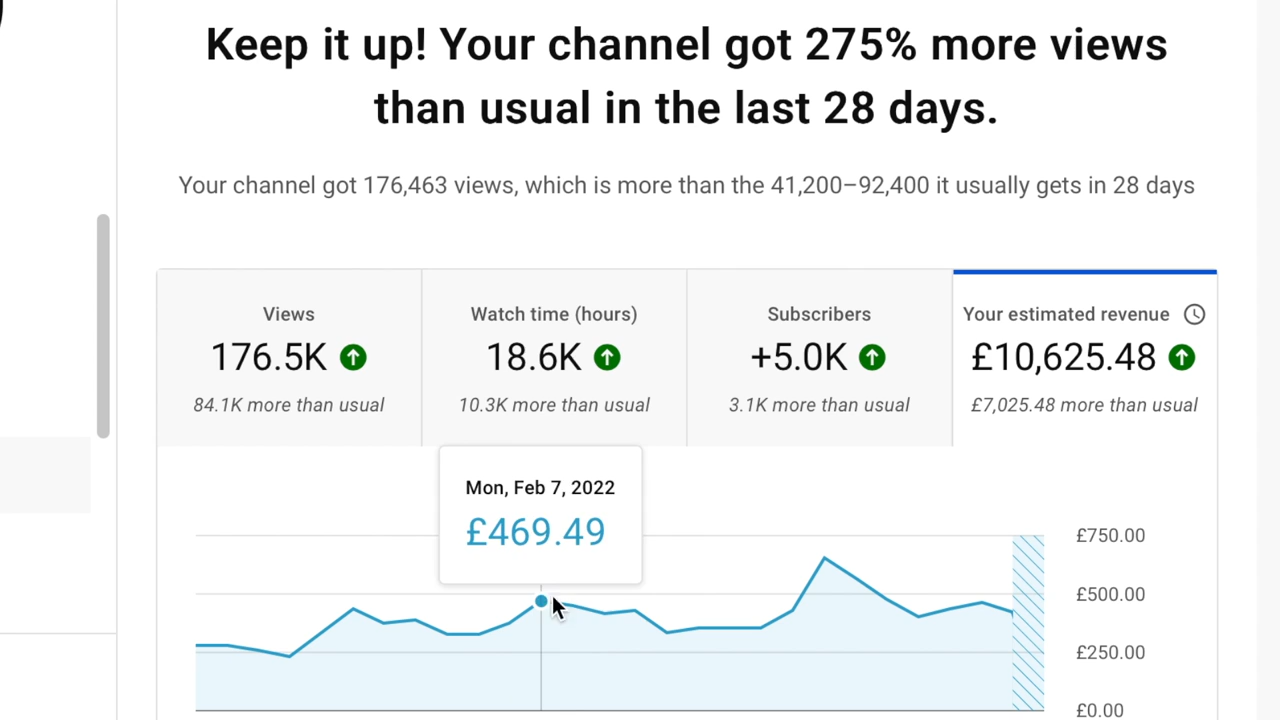 Keep it up! Your channel got 275% more views
than usual in the last 28 days.
Your channel got 176,463 views, which is more than the 41,200–92,400 it usually gets in 28 days
Views
176.5K
84.1K more than usual
Watch time (hours)
18.6K
10.3K more than usual
Subscribers
+5.0K
3.1K more than usual
Your estimated revenue
£10,625.48
£7,025.48 more than usual
Mon, Feb 7, 2022
£469.49
£750.00
£500.00
£250.00
£0.00